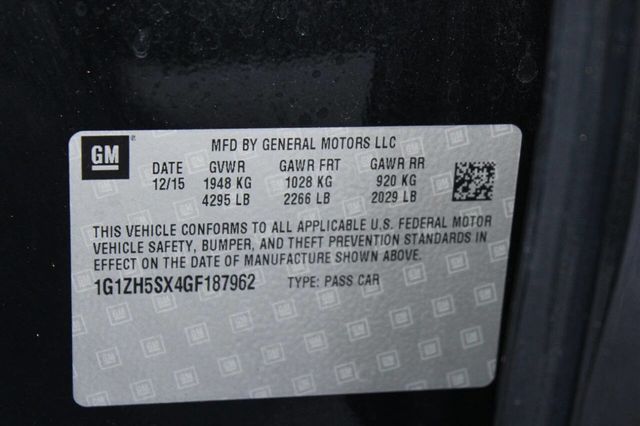 GM
MFD BY GENERAL MOTORS LLC
DATE GVWR GAWR FRT GAWR RR
12/15 1948 KG 1028 KG 920 KG
4295 LB 2266 LB 2029 LB
THIS VEHICLE CONFORMS TO ALL APPLICABLE U.S. FEDERAL MOTOR
VEHICLE SAFETY, BUMPER, AND THEFT PREVENTION STANDARDS IN
EFFECT ON THE DATE OF MANUFACTURE SHOWN ABOVE.
1G1ZH5SX4GF187962 TYPE: PASS CAR